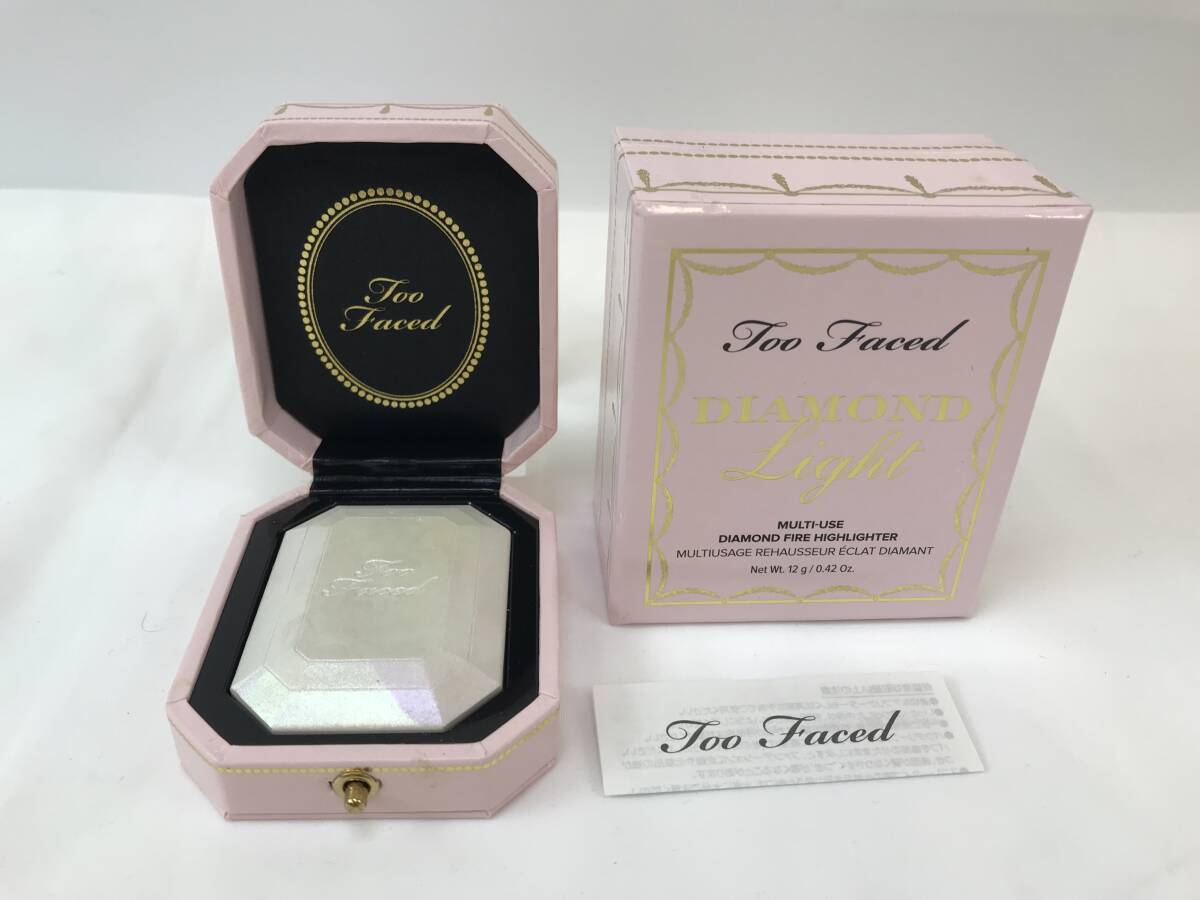 Too
Faced
Too
Faced
Too Faced
DIAMOND
Light
MULTI-USE
DIAMOND FIRE HIGHLIGHTER
MULTIUSAGE REHAUSSEUR ÉCLAT DIAMANT
Net Wt. 12 g / 0.42 Oz.
Too Faced